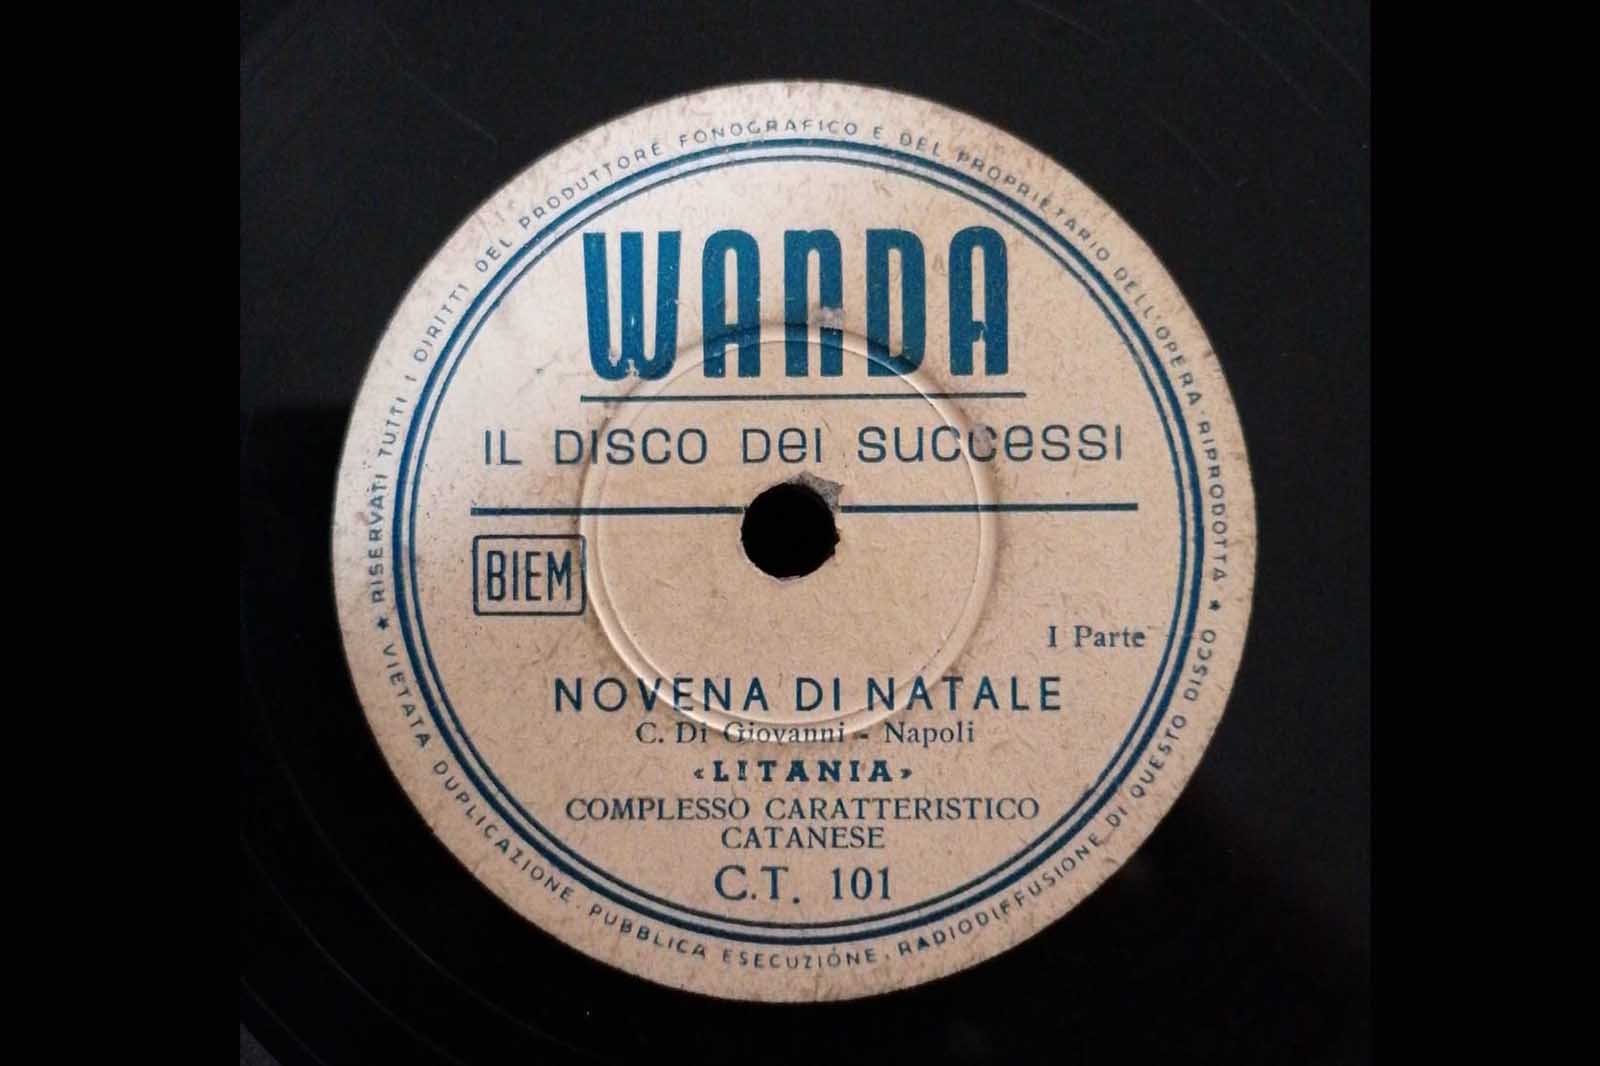 WANDA
IL DISCO DEI SUCCESSI
BIEM
I Parte
NOVENA DI NATALE
C. Di Giovanni - Napoli
«LITANIA»
COMPLESSO CARATTERISTICO
CATANESE
C.T. 101
★ RISERVATI TUTTI I DIRITTI DEL PRODUTTORE FONOGRAFICO E DEL PROPRIETARIO DELL'OPERA · RIPRODOTTA ★
VIETATA DUPLICAZIONE. PUBBLICA ESECUZIONE. RADIODIFFUSIONE DI QUESTO DISCO